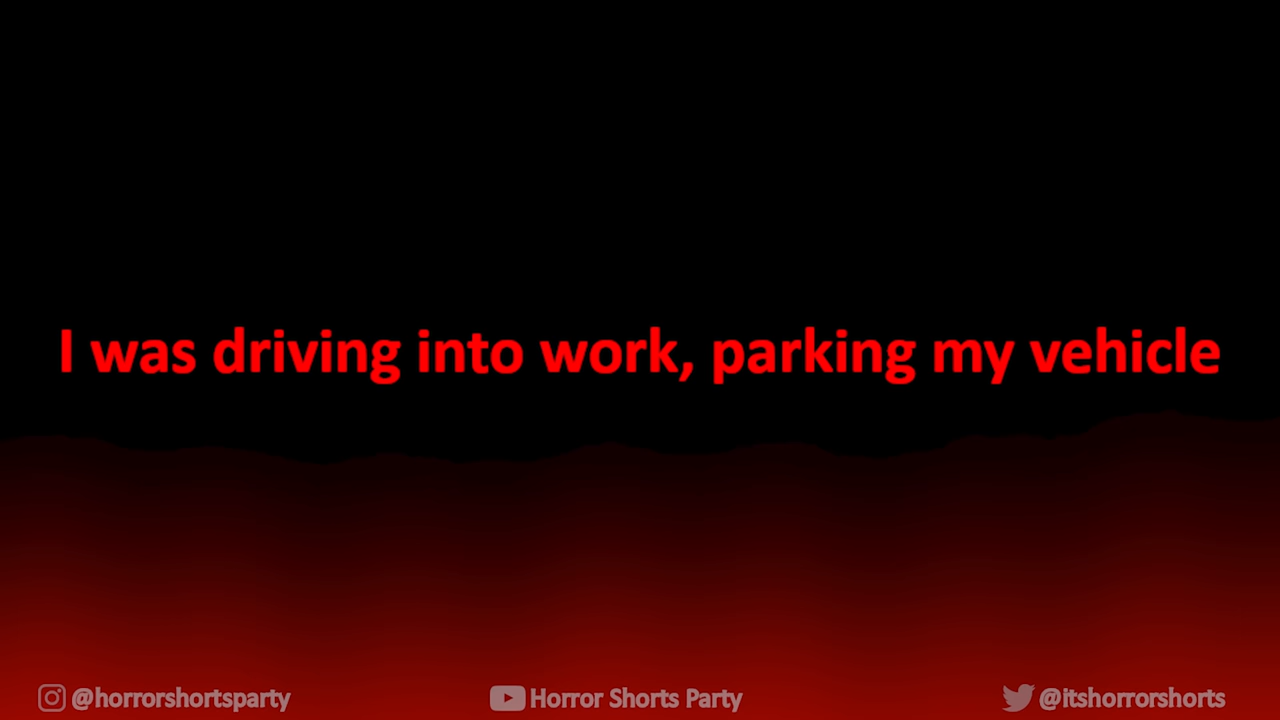 I was driving into work, parking my vehicle
@horrorshortsparty
Horror Shorts Party
@itshorrorshorts